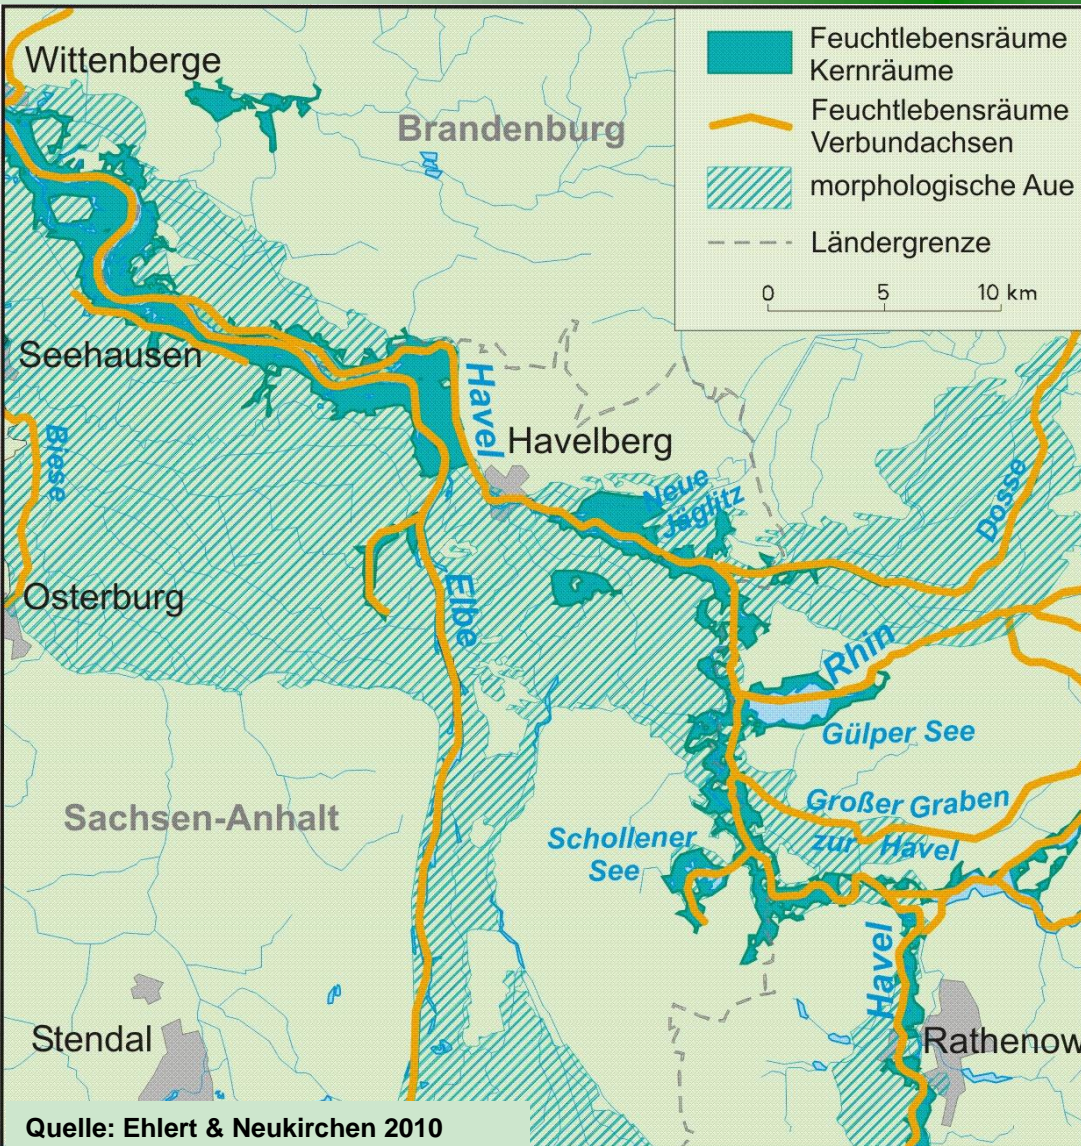 Feuchtlebensräume
Kernräume
Feuchtlebensräume
Verbundachsen
morphologische Aue
Ländergrenze
0 5 10 km
Wittenberge
Brandenburg
Seehausen
Havel
Havelberg
Biese
Neue
Jäglitz
Dosse
Osterburg
Elbe
Rhin
Gülper See
Sachsen-Anhalt
Großer Graben
zur Havel
Schollener
See
Havel
Stendal
Rathenow
Quelle: Ehlert & Neukirchen 2010